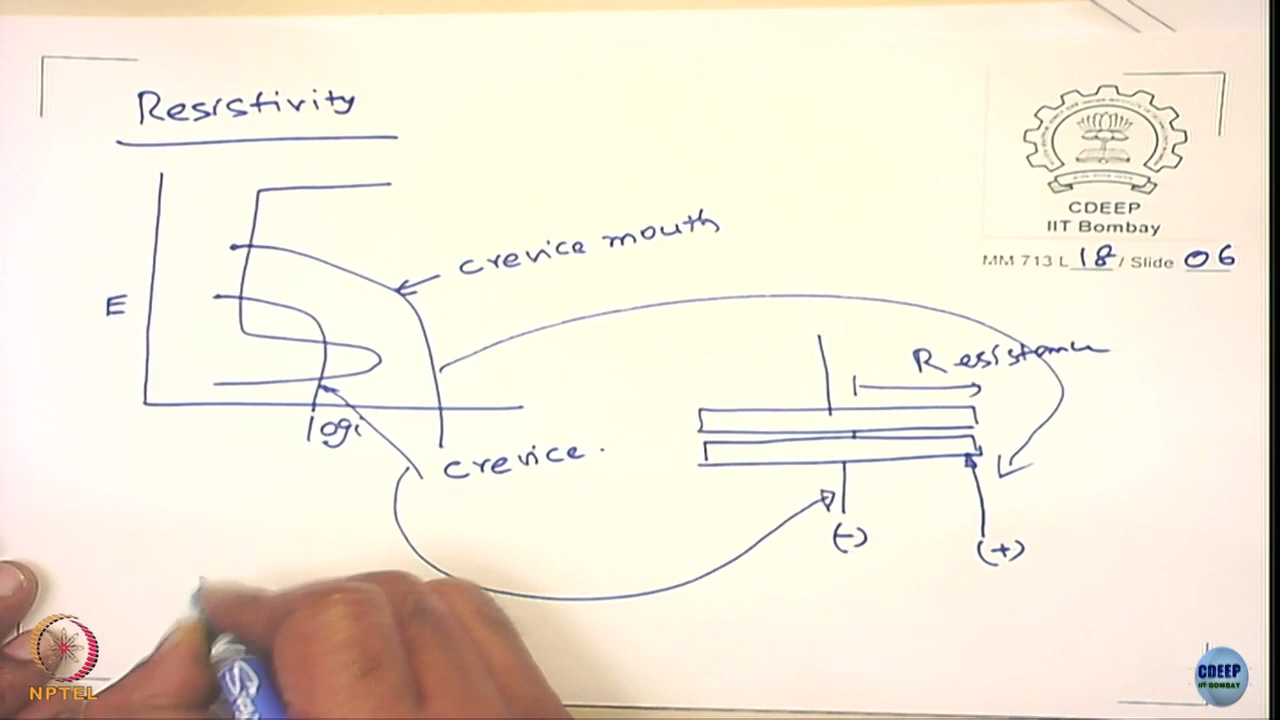 Resistivity
CDEEP
IIT Bombay
MM 713 L 18 / Slide 06
crevice mouth
E
Resistance
logi
crevice.
(-)
(+)
NPTEL
CDEEP
IIT BOMBAY